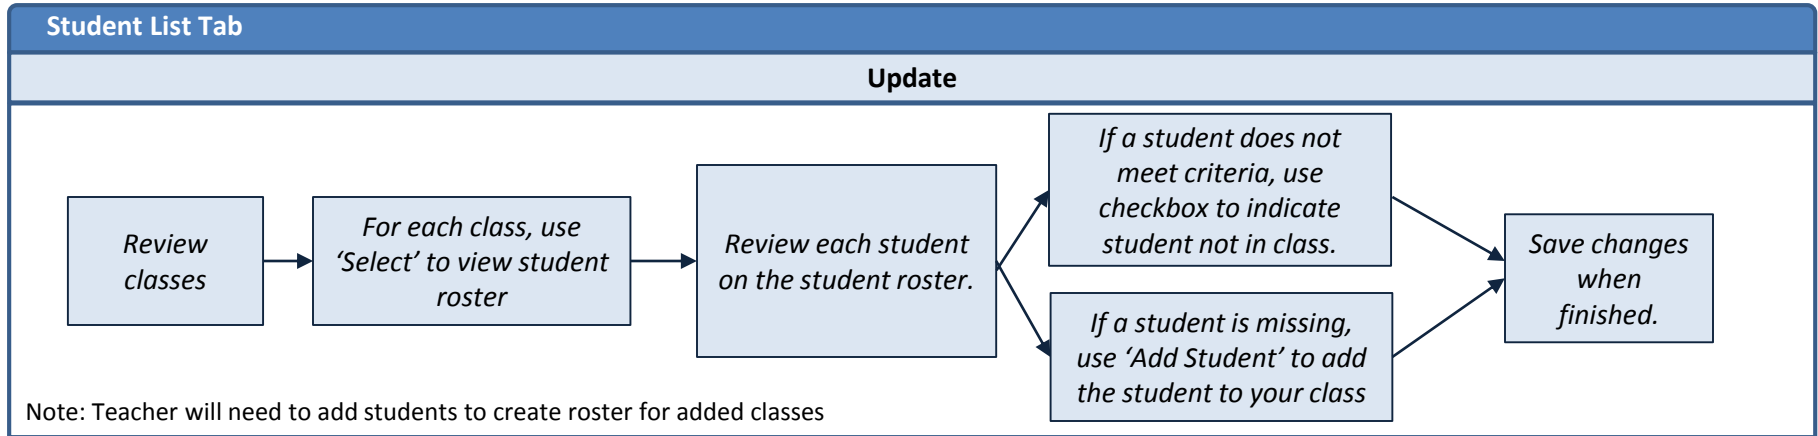 Student List Tab
Update
Review
classes
For each class, use
‘Select’ to view student
roster
Review each student
on the student roster.
If a student does not
meet criteria, use
checkbox to indicate
student not in class.
If a student is missing,
use ‘Add Student’ to add
the student to your class
Save changes
when
finished.
Note: Teacher will need to add students to create roster for added classes